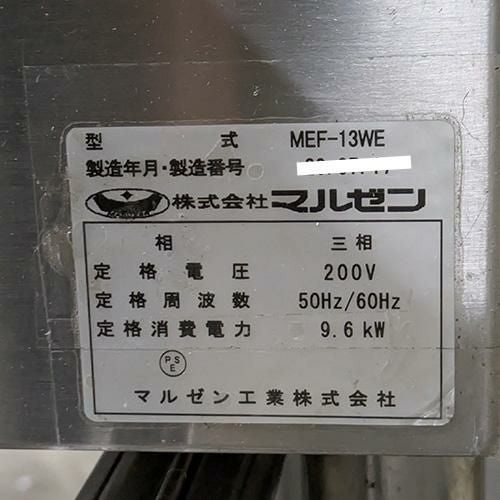 型 式 MEF-13WE
製造年月・製造番号
株式会社 マルゼン
相 三相
定格電圧 200V
定格周波数 50Hz/60Hz
定格消費電力 9.6kW
PSE
マルゼン工業株式会社